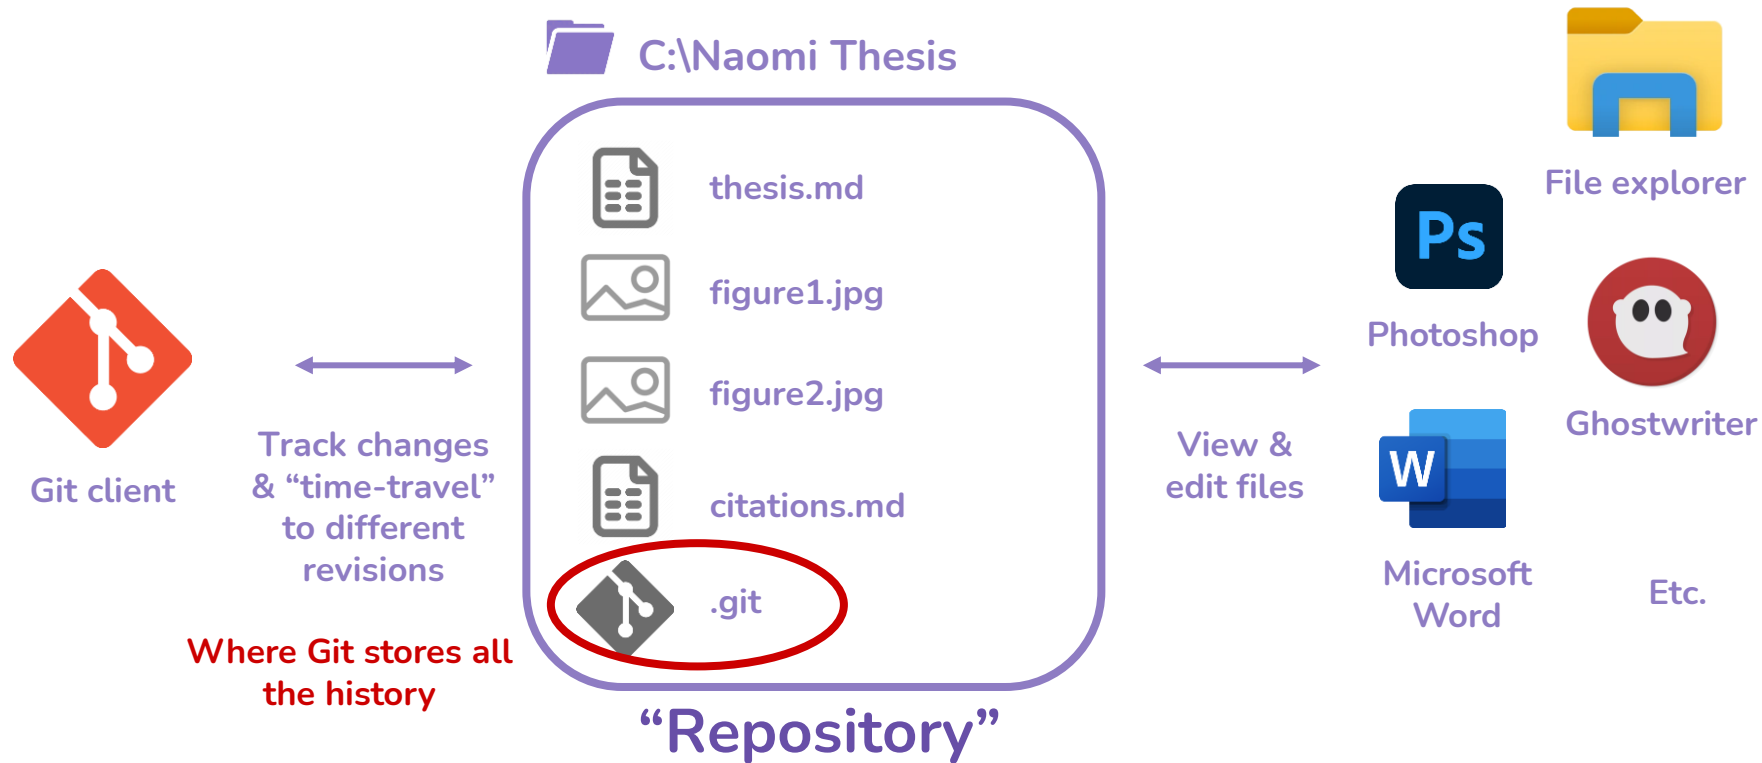 C:\Naomi Thesis
thesis.md
figure1.jpg
figure2.jpg
citations.md
.git
“Repository”
Git client
Track changes
& “time-travel”
to different
revisions
Where Git stores all
the history
View &
edit files
File explorer
Ps
Photoshop
Ghostwriter
W
Microsoft
Word
Etc.